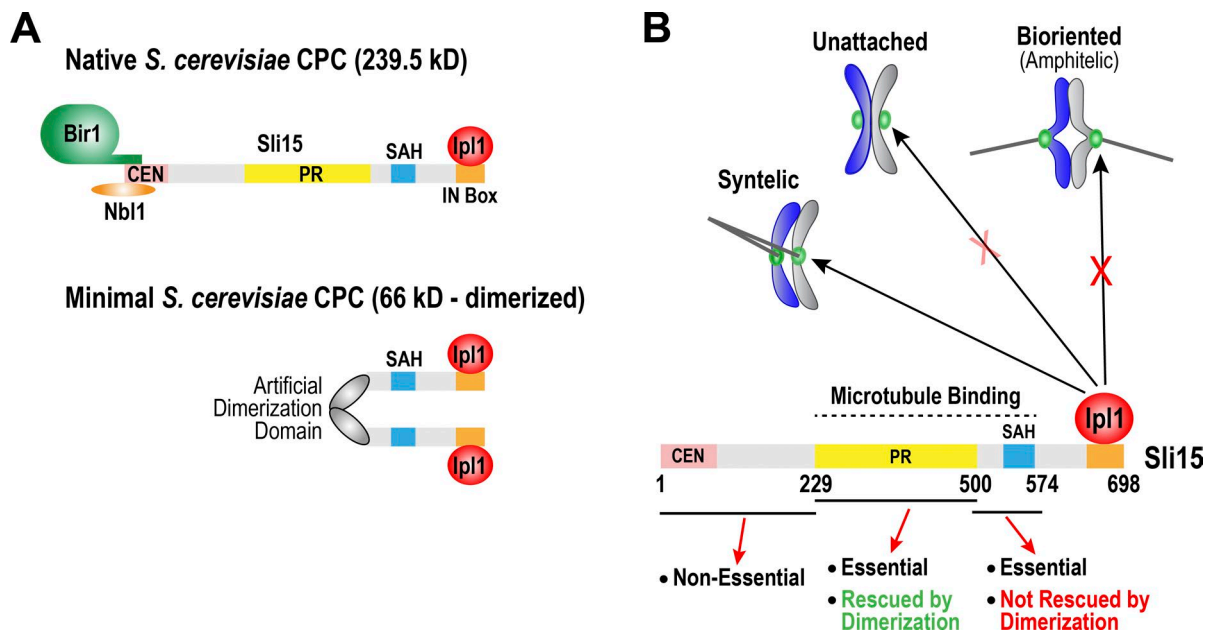 A
Native S. cerevisiae CPC (239.5 kD)
Bir1
Sli15
Ipl1
SAH
CEN
PR
IN Box
Nbl1
Minimal S. cerevisiae CPC (66 kD - dimerized)
Ipl1
SAH
Artificial
Dimerization
Domain
Ipl1
B
Unattached
Bioriented
(Amphitelic)
Syntelic
X
X
Microtubule Binding
Ipl1
SAH
CEN
PR
Sli15
1
229
500
574
698
• Non-Essential
• Essential
• Rescued by
Dimerization
• Essential
• Not Rescued by
Dimerization